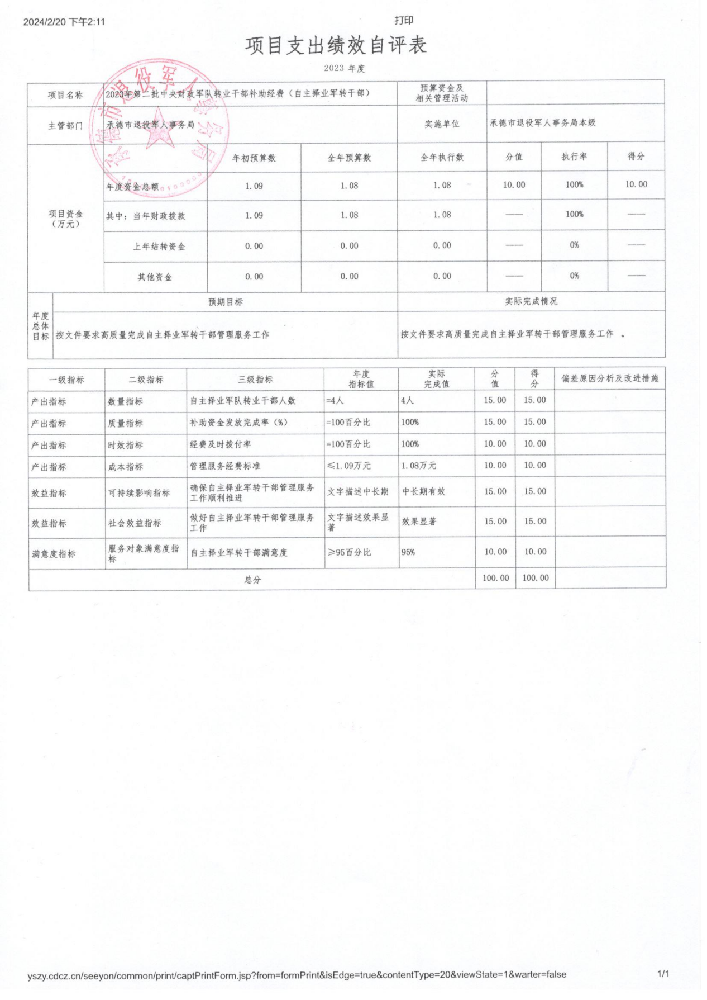 2024/2/20 下午2:11 打印
项目支出绩效自评表
2023 年度
项目名称 2023年第二批中央财政军队转业干部补助经费（自主择业军转干部） 预算资金及
相关管理活动
主管部门 承德市退役军人事务局 实施单位 承德市退役军人事务局本级
承德市退役军人事务局
项目资金
（万元）
年初预算数 全年预算数 全年执行数 分值 执行率 得分
年度资金总额 1.09 1.08 1.08 10.00 100% 10.00
其中：当年财政拨款 1.09 1.08 1.08 —— 100% ——
上年结转资金 0.00 0.00 0.00 —— 0% ——
其他资金 0.00 0.00 0.00 —— 0% ——
年度
总体
目标
预期目标 实际完成情况
按文件要求高质量完成自主择业军转干部管理服务工作 按文件要求高质量完成自主择业军转干部管理服务工作 。
一级指标 二级指标 三级指标 年度
指标值 实际
完成值 分
值 得
分 偏差原因分析及改进措施
产出指标 数量指标 自主择业军队转业干部人数 =4人 4人 15.00 15.00
产出指标 质量指标 补助资金发放完成率（%） =100百分比 100% 15.00 15.00
产出指标 时效指标 经费及时拨付率 =100百分比 100% 10.00 10.00
产出指标 成本指标 管理服务经费标准 ≤1.09万元 1.08万元 10.00 10.00
效益指标 可持续影响指标 确保自主择业军转干部管理服务
工作顺利推进 文字描述中长期 中长期有效 15.00 15.00
效益指标 社会效益指标 做好自主择业军转干部管理服务
工作 文字描述效果显
著 效果显著 15.00 15.00
满意度指标 服务对象满意度指
标 自主择业军转干部满意度 ≥95百分比 95% 10.00 10.00
总分 100.00 100.00
yszy.cdcz.cn/seeyon/common/print/captPrintForm.jsp?from=formPrint&isEdge=true&contentType=20&viewState=1&warter=false 1/1